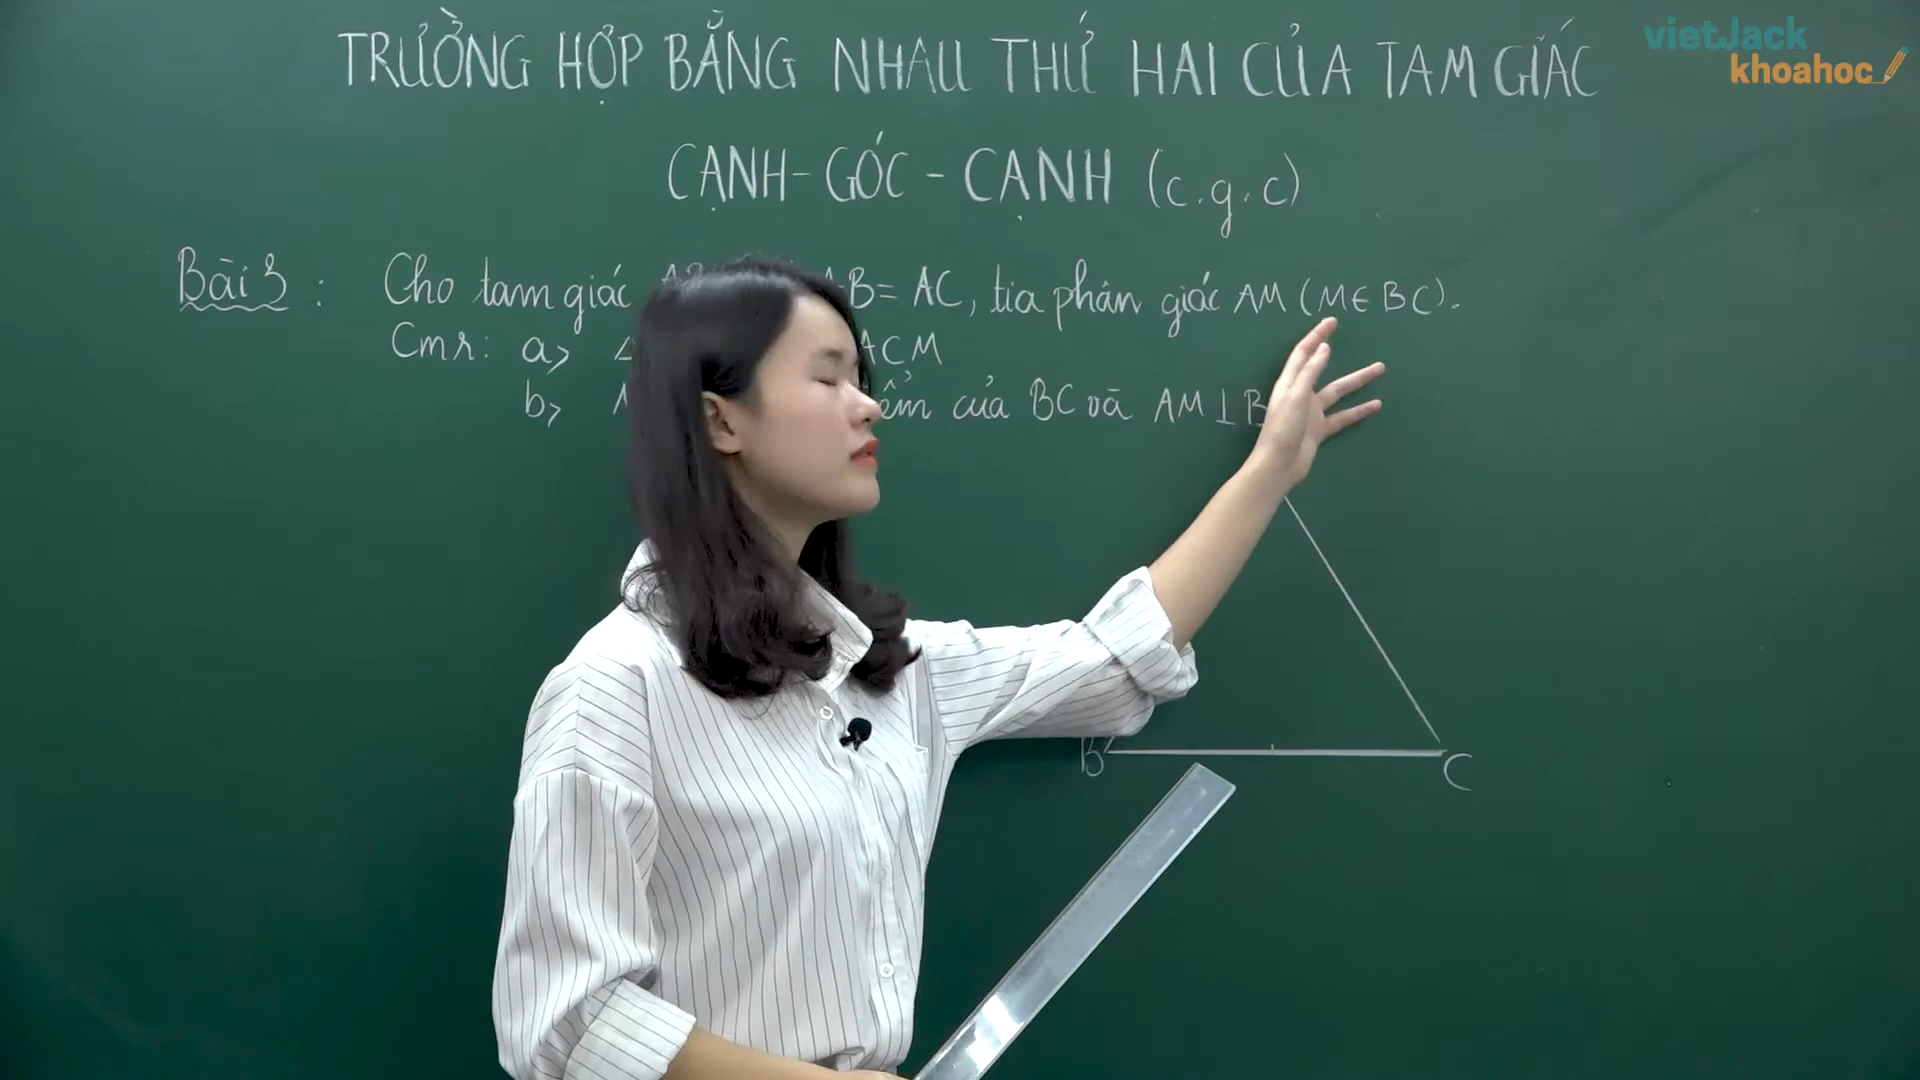 vietJack
khoahoc
TRƯỜNG HỢP BẰNG NHAU THỨ HAI CỦA TAM GIÁC
CẠNH - GÓC - CẠNH (c.g.c)
Bài 3 : Cho tam giác B = AC, tia phân giác AM (M ∈ BC).
Cmr: a> Δ ACM
b> của BC và AM ⊥ B
B
C